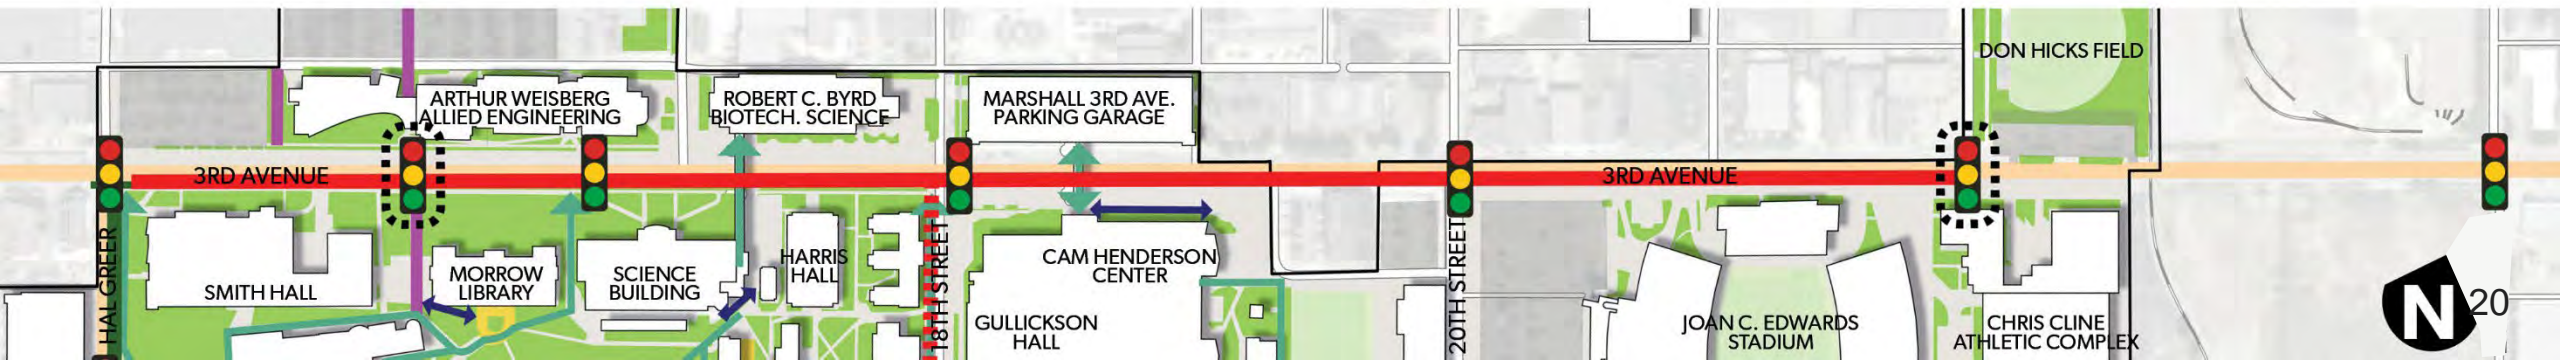 DON HICKS FIELD
ARTHUR WEISBERG
ALLIED ENGINEERING
ROBERT C. BYRD
BIOTECH. SCIENCE
MARSHALL 3RD AVE.
PARKING GARAGE
3RD AVENUE
3RD AVENUE
HAL GREER
SMITH HALL
MORROW
LIBRARY
SCIENCE
BUILDING
HARRIS
HALL
18TH STREET
CAM HENDERSON
CENTER
GULLICKSON
HALL
20TH STREET
JOAN C. EDWARDS
STADIUM
CHRIS CLINE
ATHLETIC COMPLEX
N
20